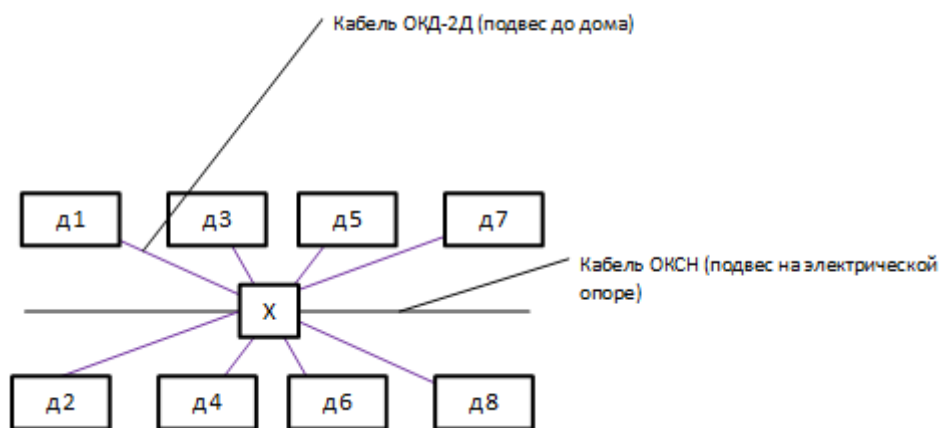 Кабель ОКД-2Д (подвес до дома)
д1
д3
д5
д7
Кабель ОКСН (подвес на электрической
опоре)
Х
д2
д4
д6
д8